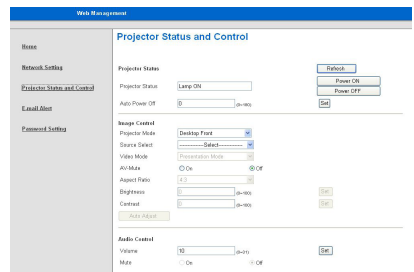 Web Management
Projector Status and Control
Home
Network Setting
Projector Status and Control
E-mail Alert
Password Setting
Projector Status
Refresh
Projector Status Lamp ON
Power ON
Power OFF
Auto Power Off 0 (0~180) Set
Image Control
Projector Mode Desktop Front
Source Select -------------Select-------------
Video Mode Presentation Mode
AV-Mute On Off
Aspect Ratio 4:3
Brightness 0 (0~100) Set
Contrast 0 (0~100) Set
Auto Adjust
Audio Control
Volume 10 (0~31) Set
Mute On Off